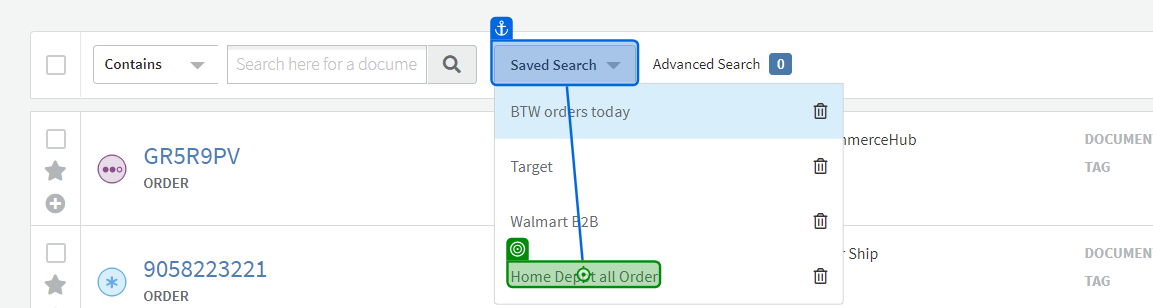 Contains
Search here for a docume
Saved Search
Advanced Search 0
BTW orders today
Target
Walmart B2B
Home Depot all Order
GR5R9PV
ORDER
9058223221
ORDER
mmerceHub
DOCUMEN
TAG
r Ship
DOCUMEN
TAG